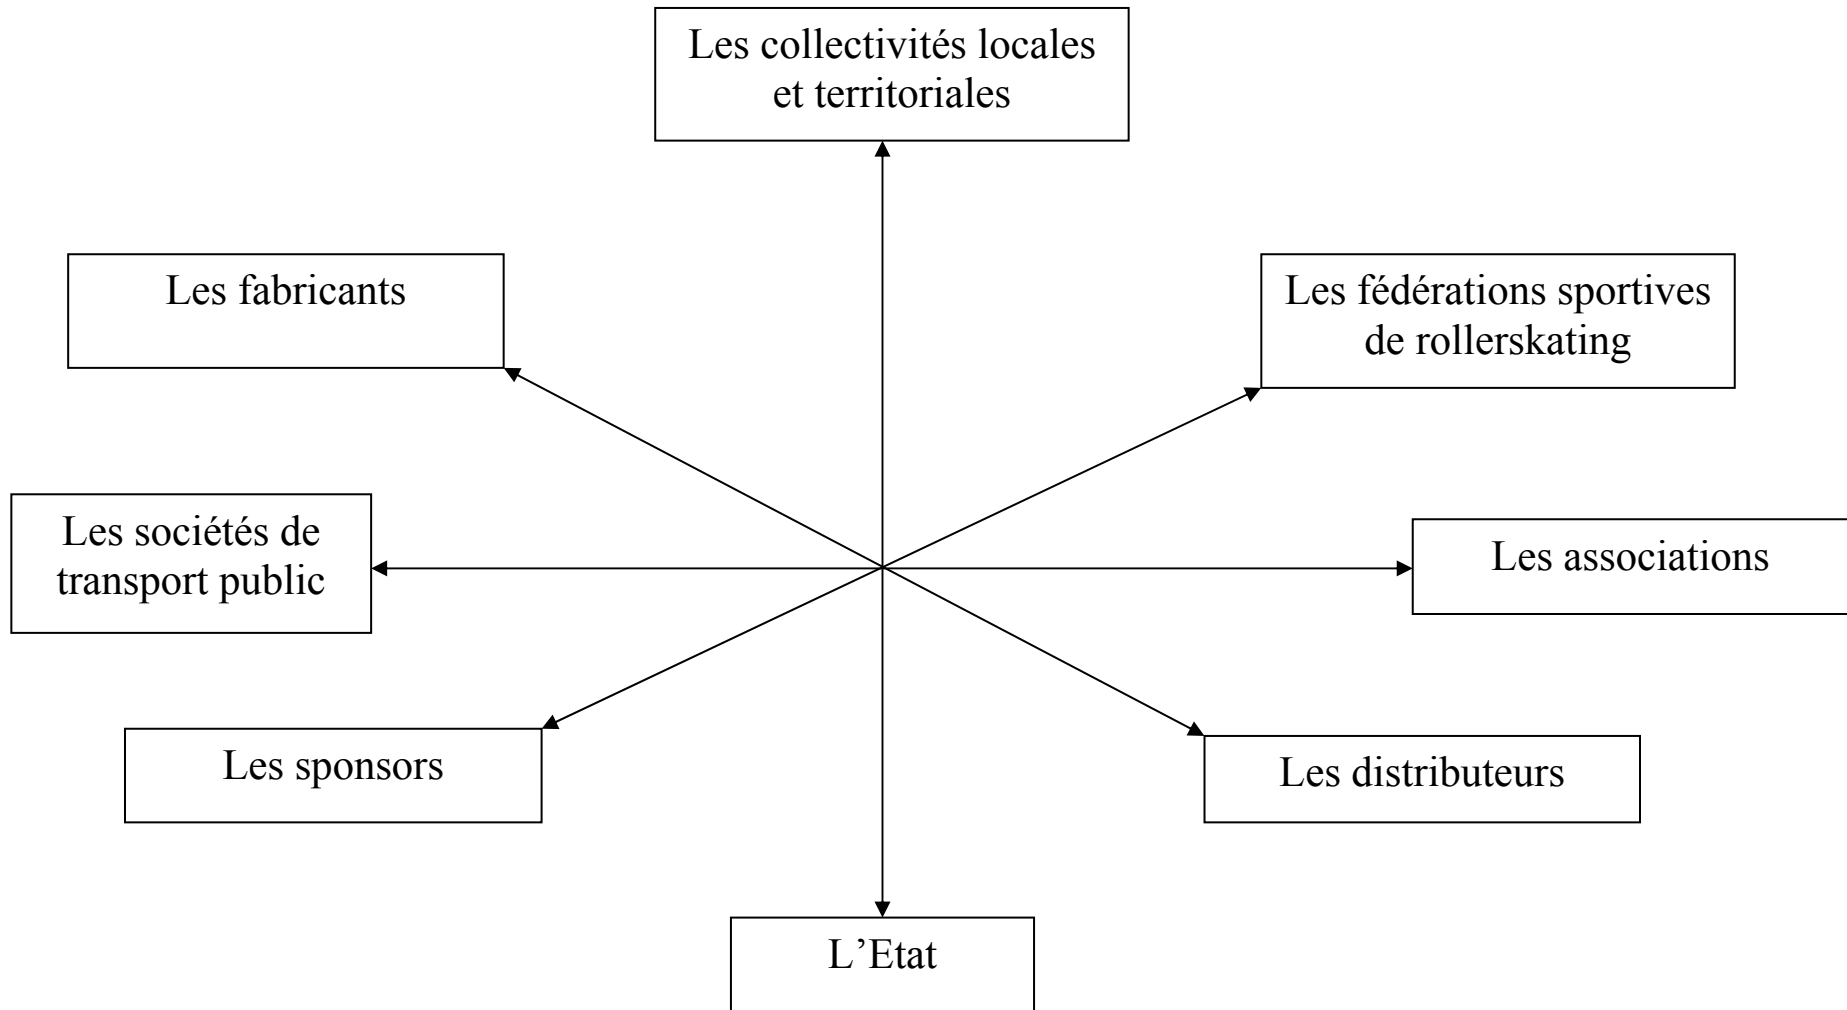 Les collectivités locales
et territoriales
Les fabricants
Les fédérations sportives
de rollerskating
Les sociétés de
transport public
Les associations
Les sponsors
Les distributeurs
L’Etat